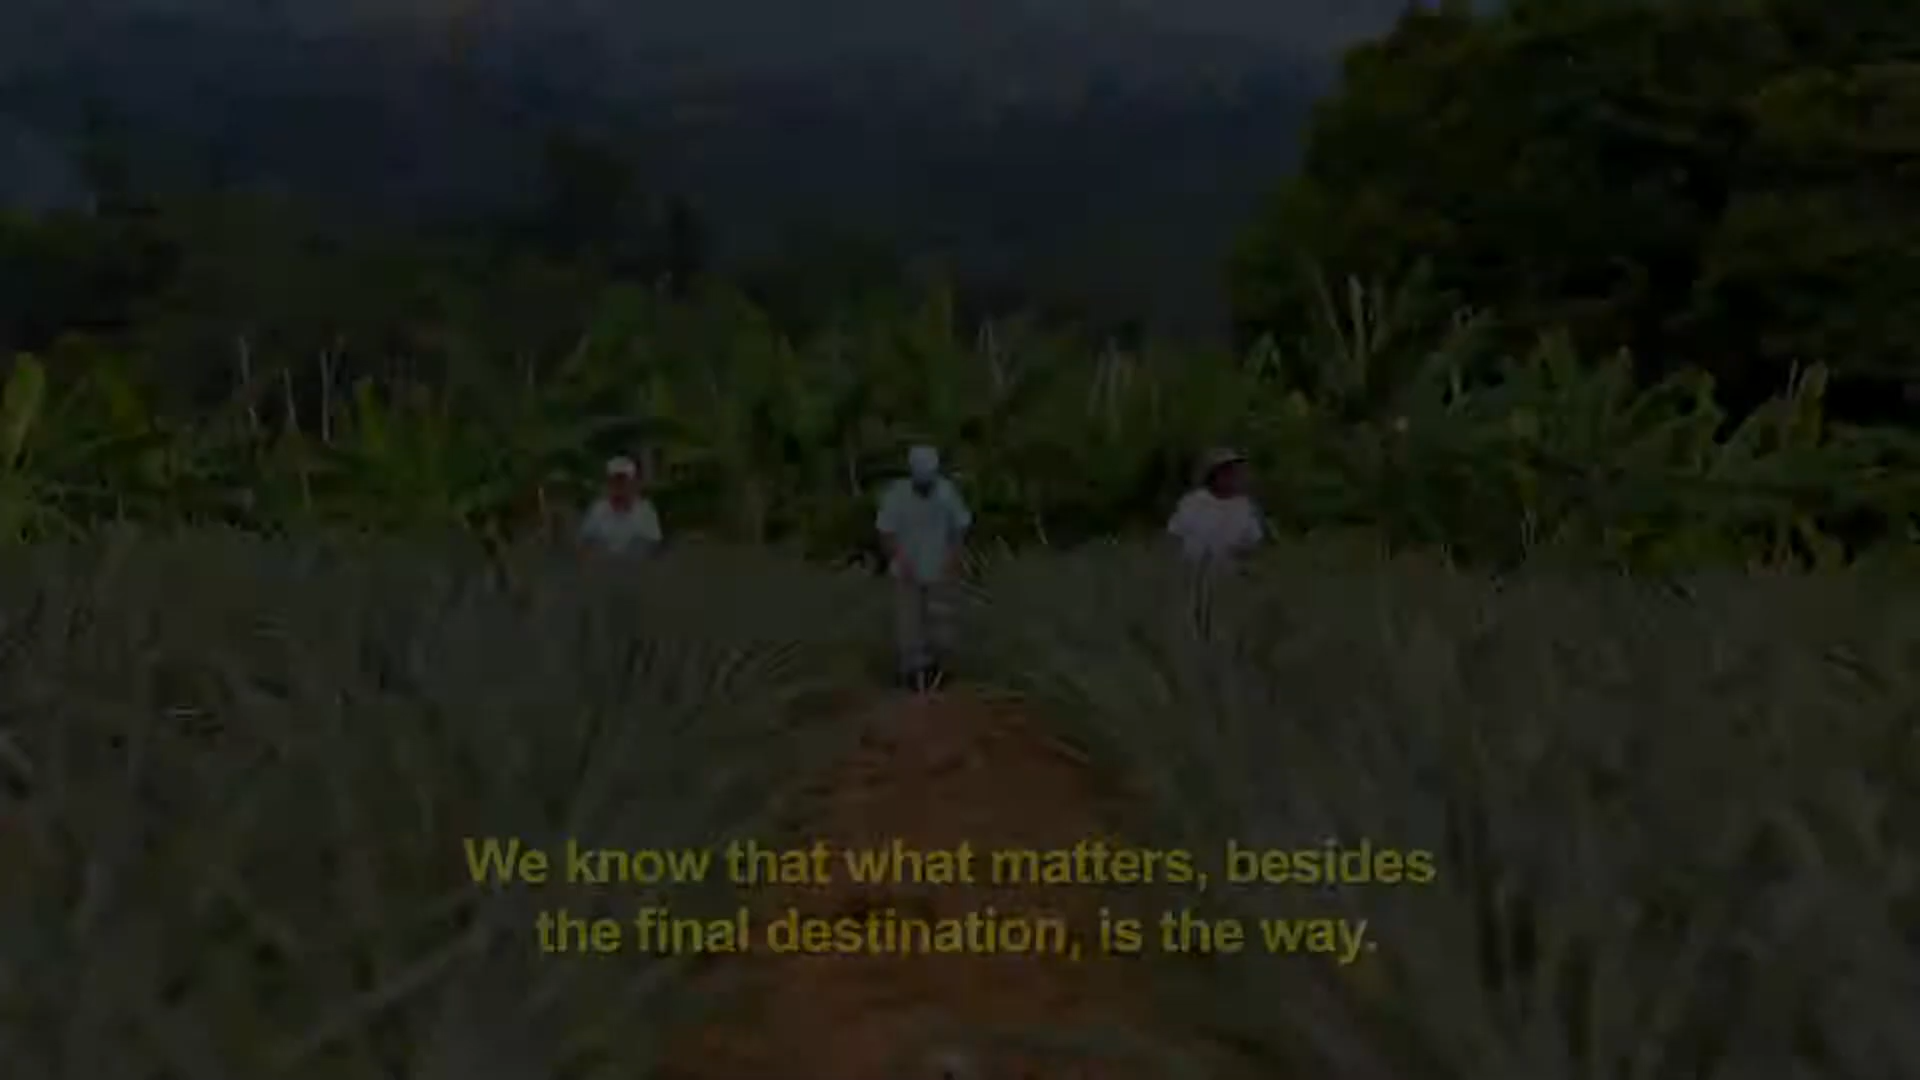 We know that what matters, besides
the final destination, is the way.